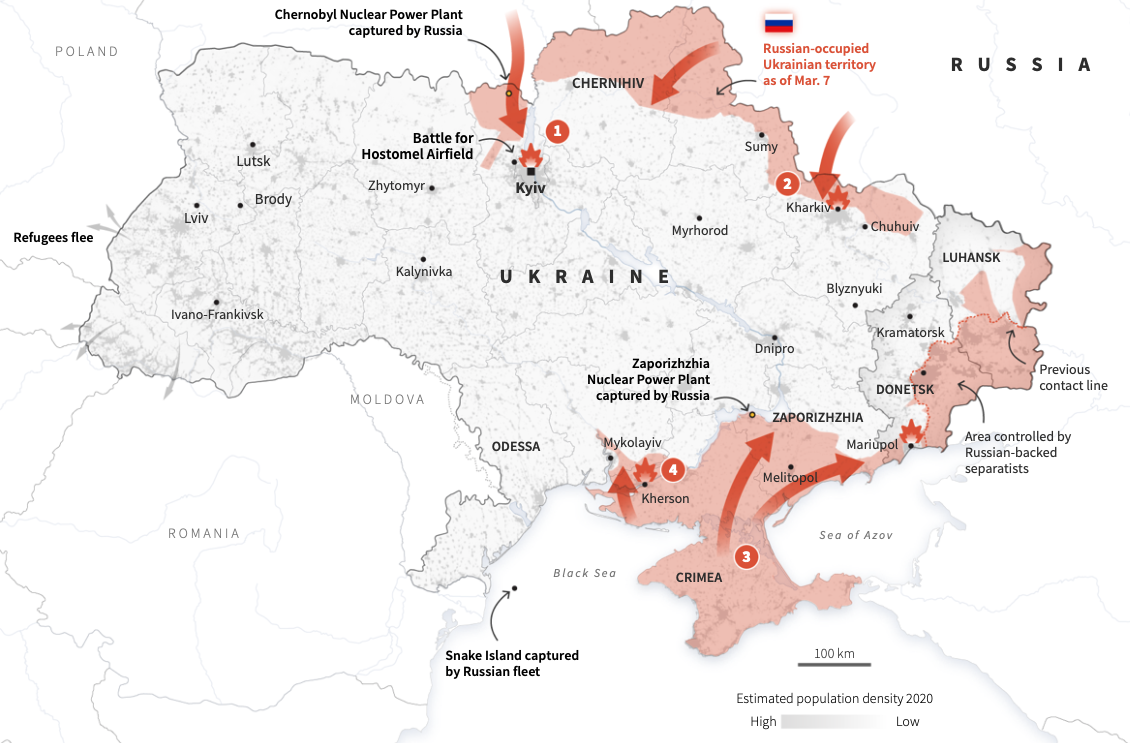 Chernobyl Nuclear Power Plant
captured by Russia
POLAND
Russian-occupied
Ukrainian territory
as of Mar. 7
RUSSIA
CHERNIHIV
1
Battle for
Hostomel Airfield
Sumy
Lutsk
Zhytomyr
Kyiv
2
Brody
Lviv
Kharkiv
Chuhuiv
Myrhorod
Refugees flee
LUHANSK
Kalynivka
UKRAINE
Blyznyuki
Ivano-Frankivsk
Kramatorsk
Dnipro
Zaporizhzhia
Nuclear Power Plant
captured by Russia
Previous
contact line
DONETSK
MOLDOVA
ZAPORIZHZHIA
Area controlled by
Russian-backed
separatists
ODESSA
Mykolayiv
Mariupol
4
Melitopol
Kherson
ROMANIA
Sea of Azov
3
Black Sea
CRIMEA
Snake Island captured
by Russian fleet
100 km
Estimated population density 2020
High
Low